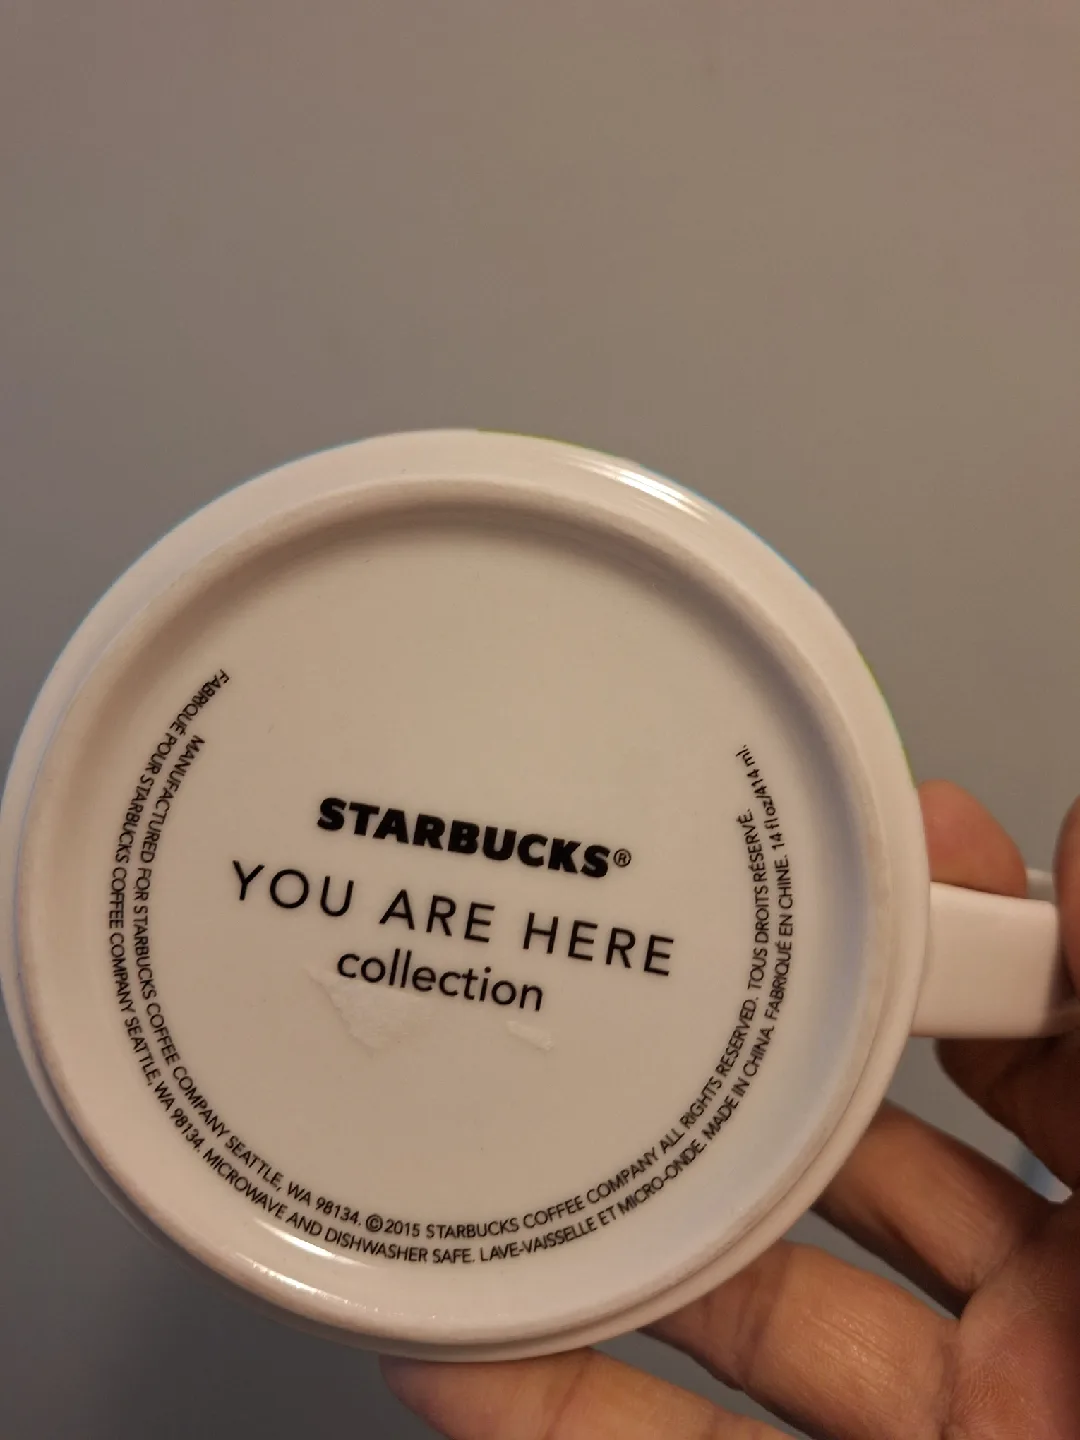 STARBUCKS®
YOU ARE HERE
collection
MANUFACTURED FOR STARBUCKS COFFEE COMPANY SEATTLE, WA 98134. ©2015 STARBUCKS COFFEE COMPANY ALL RIGHTS RESERVED. TOUS DROITS RÉSERVÉ.
FABRIQUÉ POUR STARBUCKS COFFEE COMPANY SEATTLE, WA 98134. MICROWAVE AND DISHWASHER SAFE. LAVE-VAISSELLE ET MICRO-ONDE. MADE IN CHINA. FABRIQUÉ EN CHINE. 14 fl oz/414 ml.